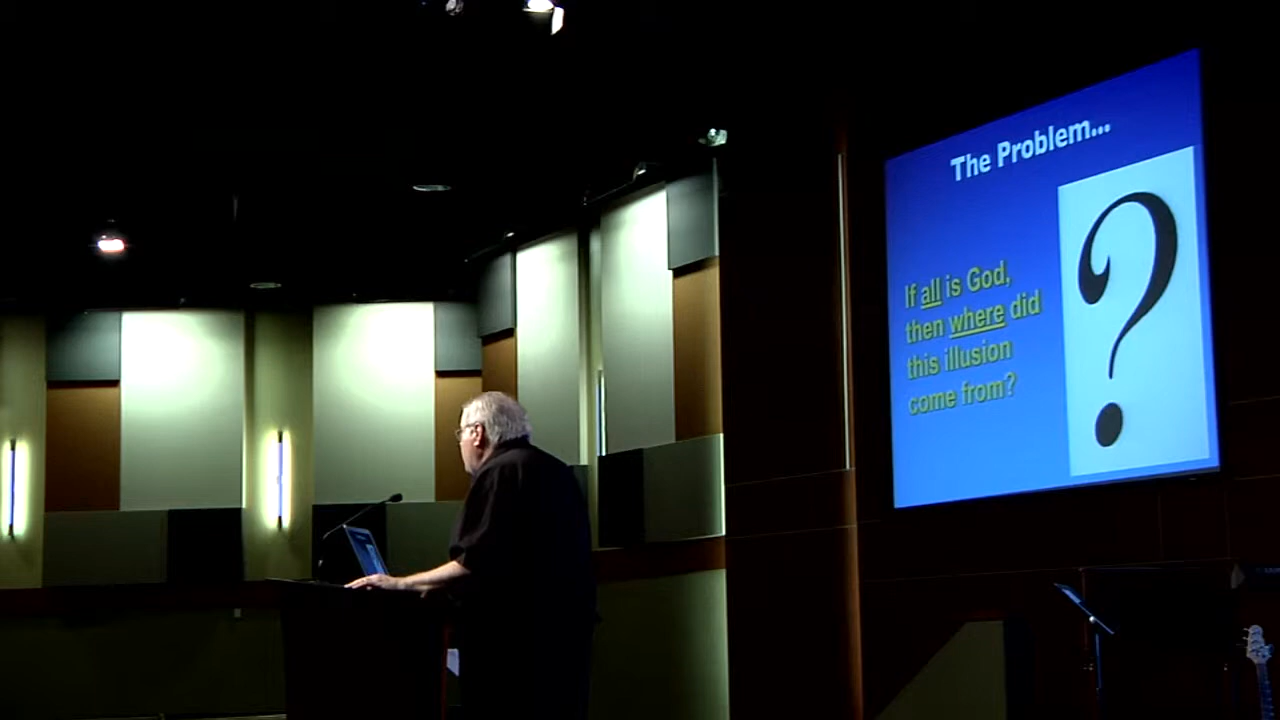 The Problem...
If all is God,
then where did
this illusion
come from?